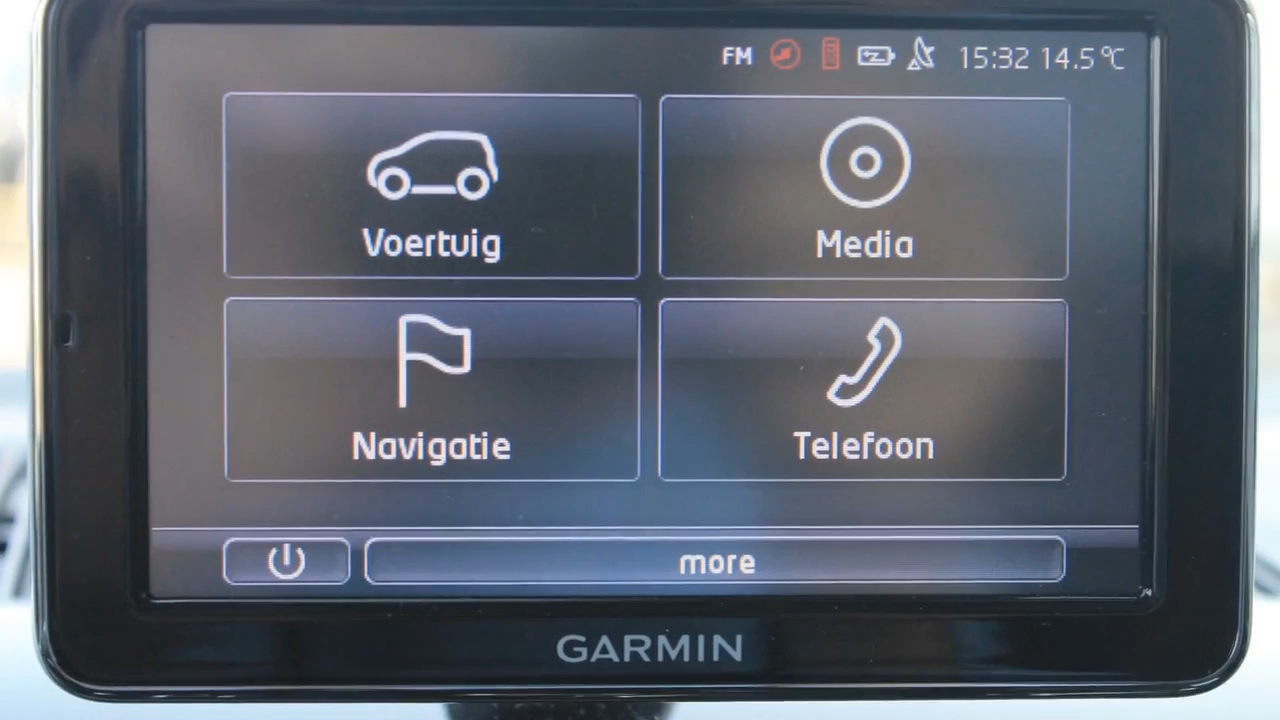 FM 15:32 14.5°C
Voertuig
Media
Navigatie
Telefoon
more
GARMIN